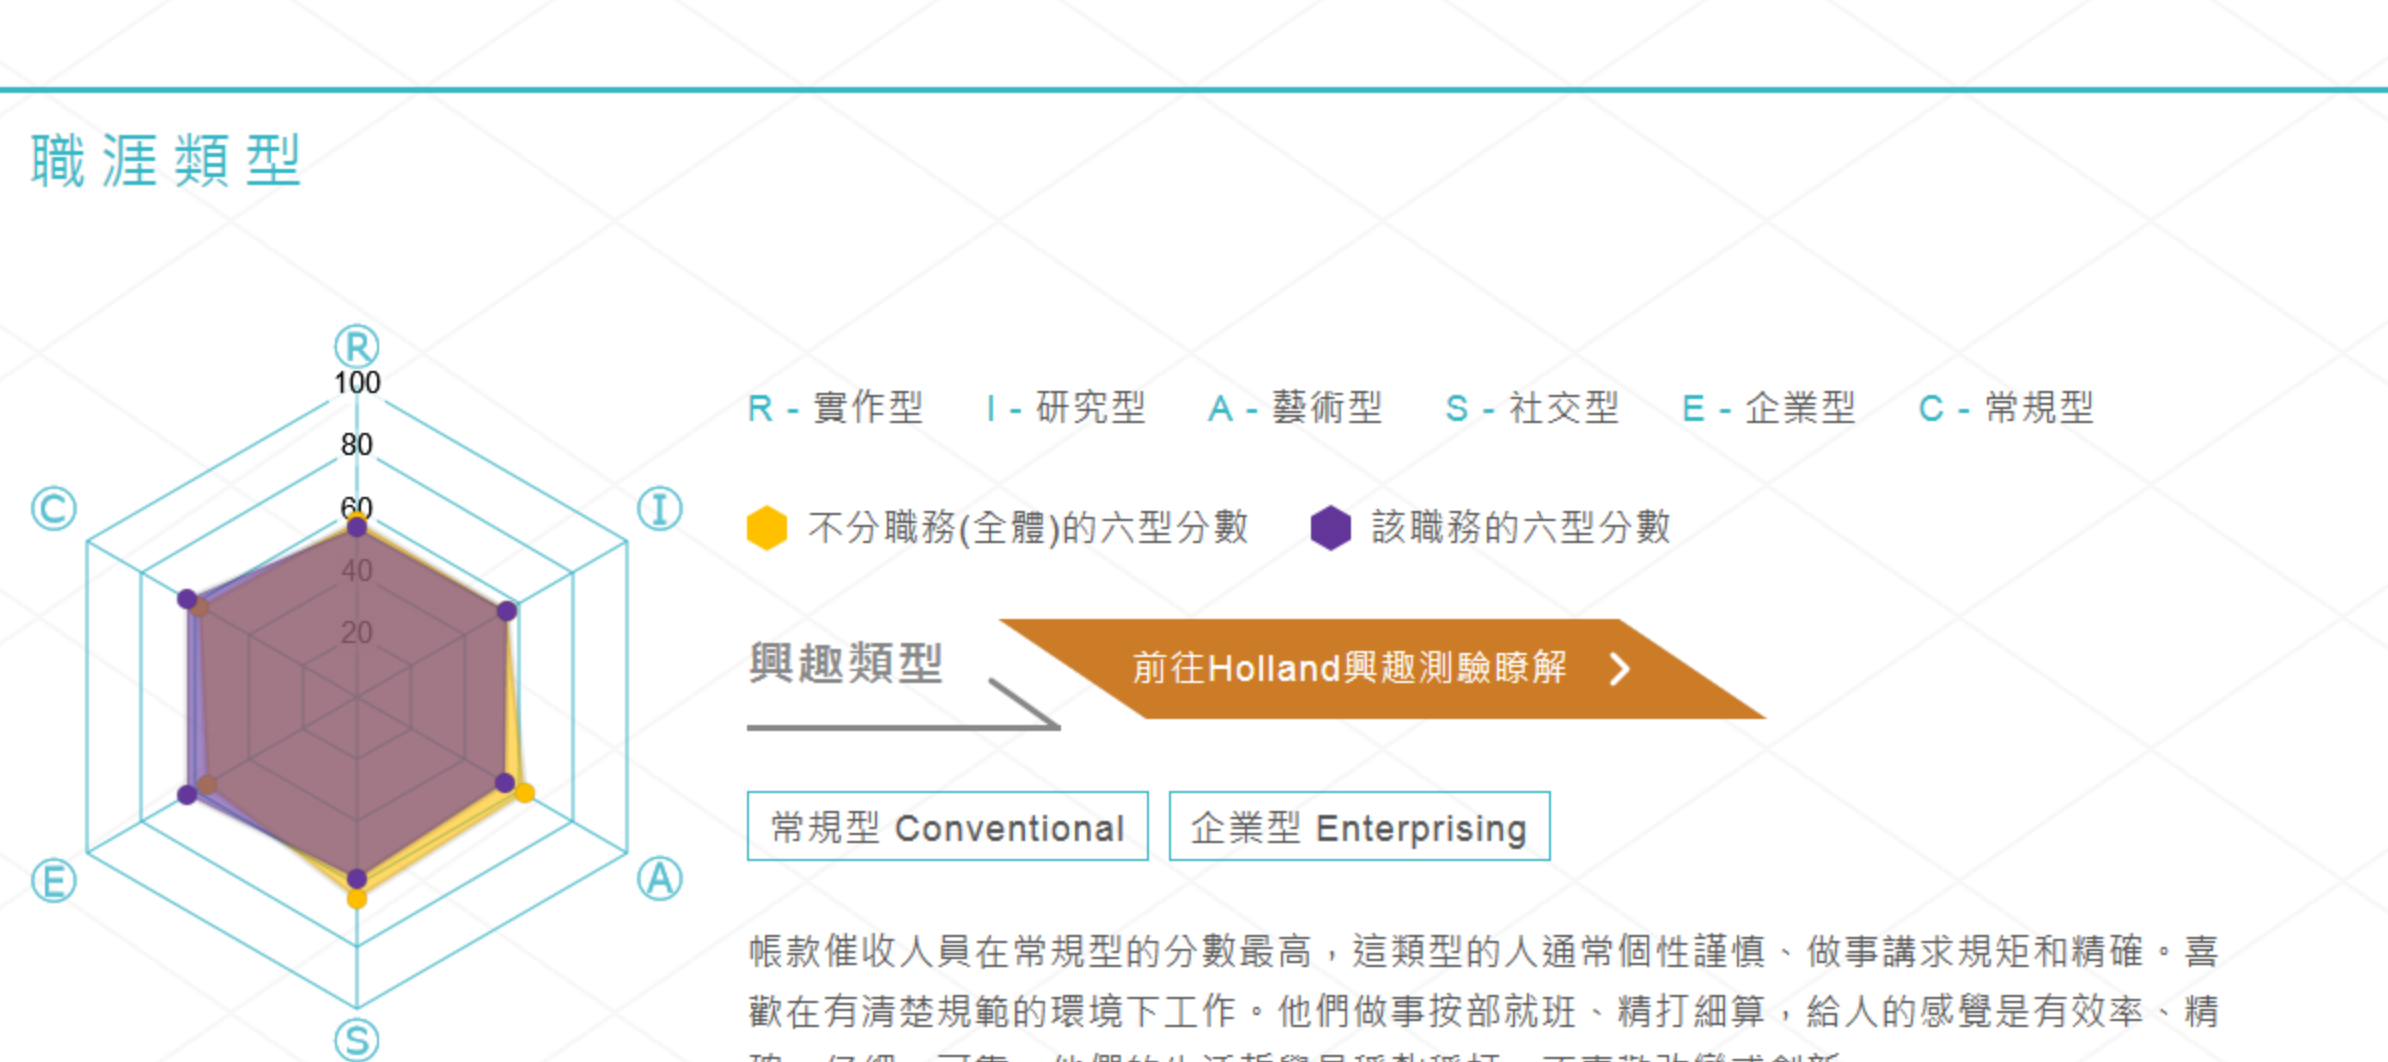 職涯類型
R
100
80
60
40
20
C
I
E
A
S
R - 實作型 I - 研究型 A - 藝術型 S - 社交型 E - 企業型 C - 常規型
不分職務(全體)的六型分數 該職務的六型分數
興趣類型 前往Holland興趣測驗瞭解
常規型 Conventional 企業型 Enterprising
帳款催收人員在常規型的分數最高，這類型的人通常個性謹慎、做事講求規矩和精確。喜
歡在有清楚規範的環境下工作。他們做事按部就班、精打細算，給人的感覺是有效率、精